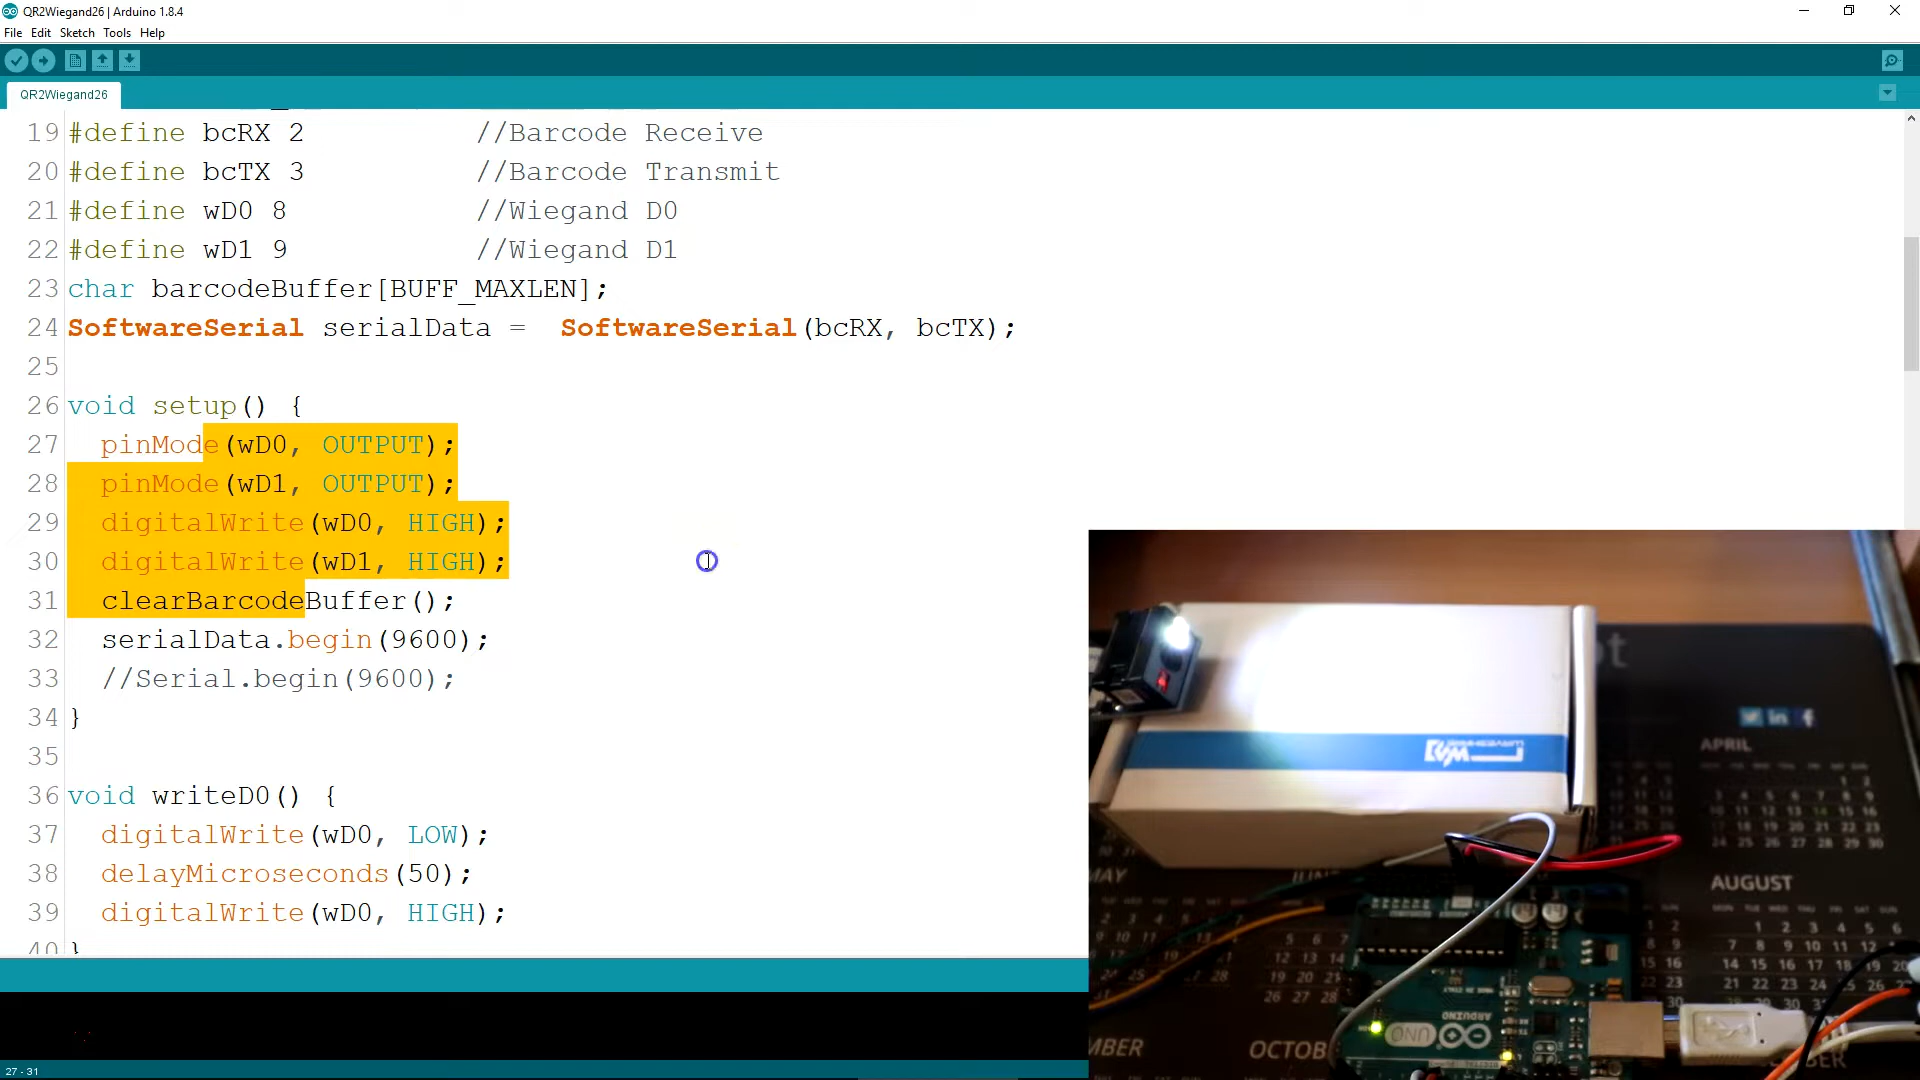 QR2Wiegand26 | Arduino 1.8.4
File Edit Sketch Tools Help
QR2Wiegand26
19 #define bcRX 2 //Barcode Receive
20 #define bcTX 3 //Barcode Transmit
21 #define wD0 8 //Wiegand D0
22 #define wD1 9 //Wiegand D1
23 char barcodeBuffer[BUFF_MAXLEN];
24 SoftwareSerial serialData = SoftwareSerial(bcRX, bcTX);
25
26 void setup() {
27 pinMode(wD0, OUTPUT);
28 pinMode(wD1, OUTPUT);
29 digitalWrite(wD0, HIGH);
30 digitalWrite(wD1, HIGH);
31 clearBarcodeBuffer();
32 serialData.begin(9600);
33 //Serial.begin(9600);
34 }
35
36 void writeD0() {
37 digitalWrite(wD0, LOW);
38 delayMicroseconds(50);
39 digitalWrite(wD0, HIGH);
40 }
27 - 31
APRIL
MAY
JUNE
AUGUST
UNO
ARDUINO